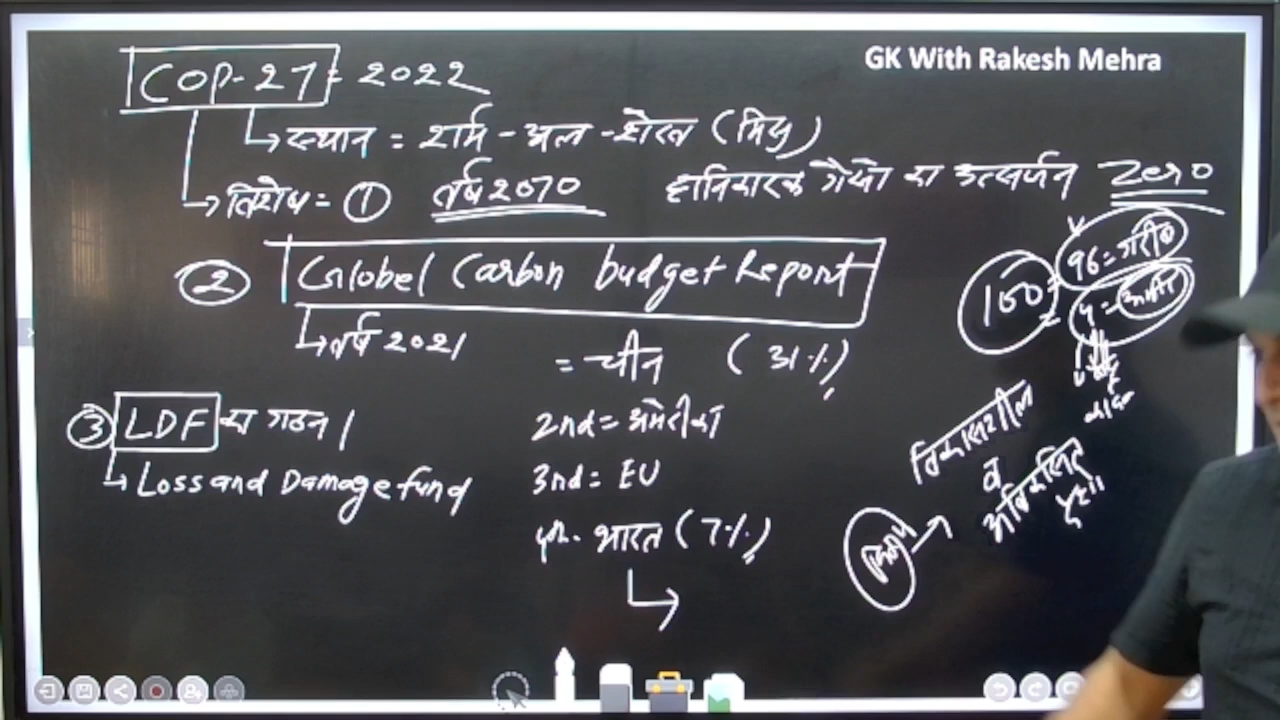 GK With Rakesh Mehra
COP-27 = 2022
स्थान = शर्म-अल-शेख (मिस्र)
विशेष = ① वर्ष 2070 हानिकारक गैसों का उत्सर्जन Zero
② Globel Carbon budget Report
वर्ष 2021 = चीन (31%)
2nd = अमेरीका
3nd = EU
4th. भारत (7%)
③ LDF का गठन।
Loss and Damage fund
100 = 96 = गरीब
= 4 = अमीर
विकासशील
व
अविकसित
देश